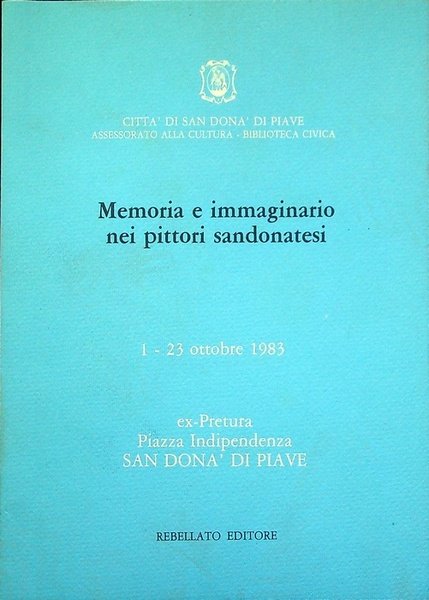 CITTA' DI SAN DONA' DI PIAVE
ASSESSORATO ALLA CULTURA - BIBLIOTECA CIVICA
Memoria e immaginario
nei pittori sandonatesi
1 - 23 ottobre 1983
ex-Pretura
Piazza Indipendenza
SAN DONA' DI PIAVE
REBELLATO EDITORE